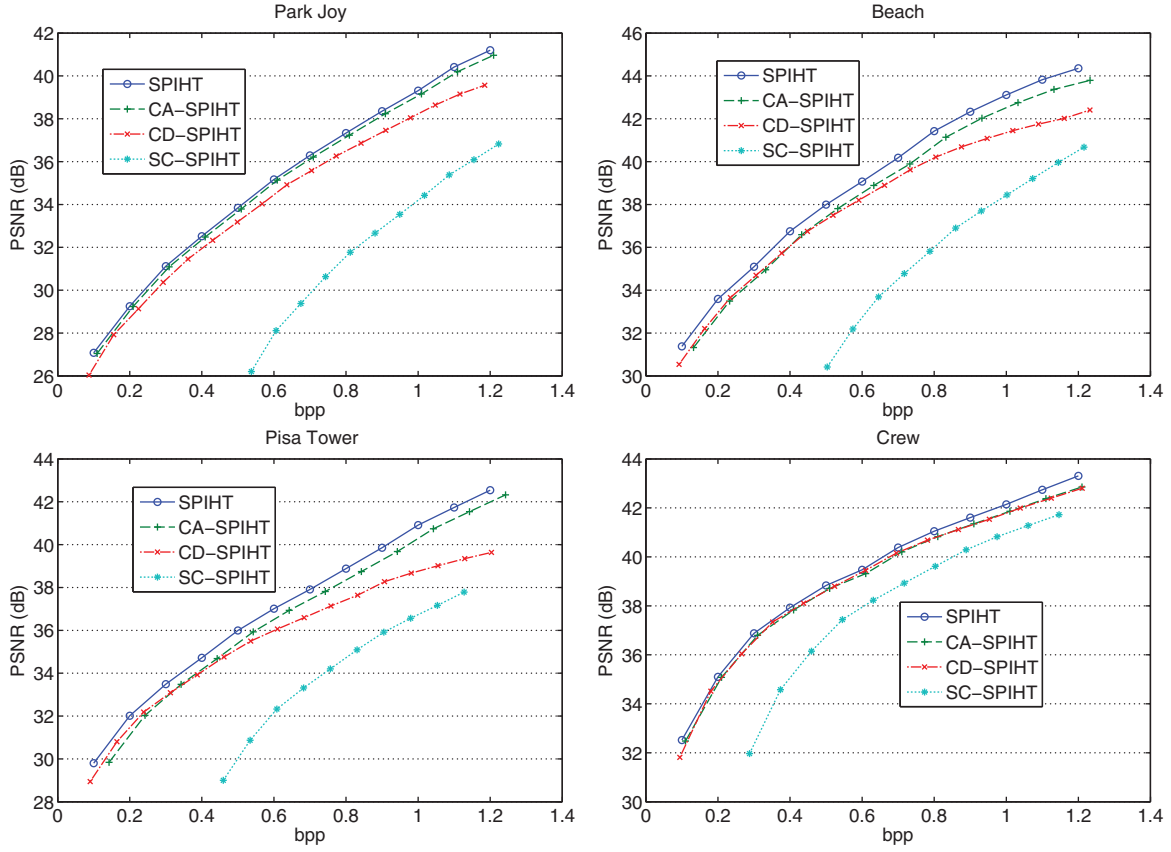 Park Joy
42
40
38
36
34
32
30
28
26
PSNR (dB)
SPIHT
CA-SPIHT
CD-SPIHT
SC-SPIHT
0 0.2 0.4 0.6 0.8 1 1.2 1.4
bpp
Beach
46
44
42
40
38
36
34
32
30
PSNR (dB)
SPIHT
CA-SPIHT
CD-SPIHT
SC-SPIHT
0 0.2 0.4 0.6 0.8 1 1.2 1.4
bpp
Pisa Tower
44
42
40
38
36
34
32
30
28
PSNR (dB)
SPIHT
CA-SPIHT
CD-SPIHT
SC-SPIHT
0 0.2 0.4 0.6 0.8 1 1.2 1.4
bpp
Crew
44
42
40
38
36
34
32
30
PSNR (dB)
SPIHT
CA-SPIHT
CD-SPIHT
SC-SPIHT
0 0.2 0.4 0.6 0.8 1 1.2 1.4
bpp